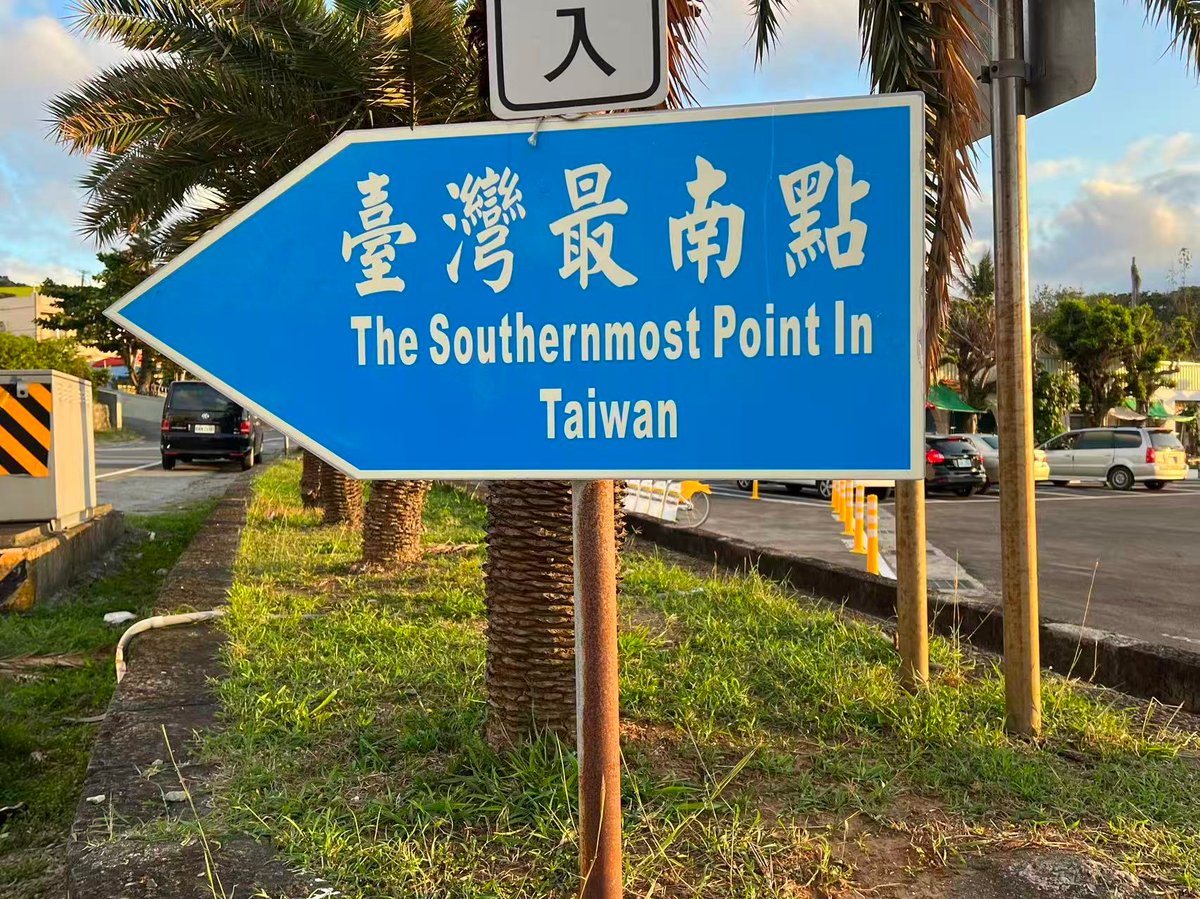 入
臺灣最南點
The Southernmost Point In
Taiwan